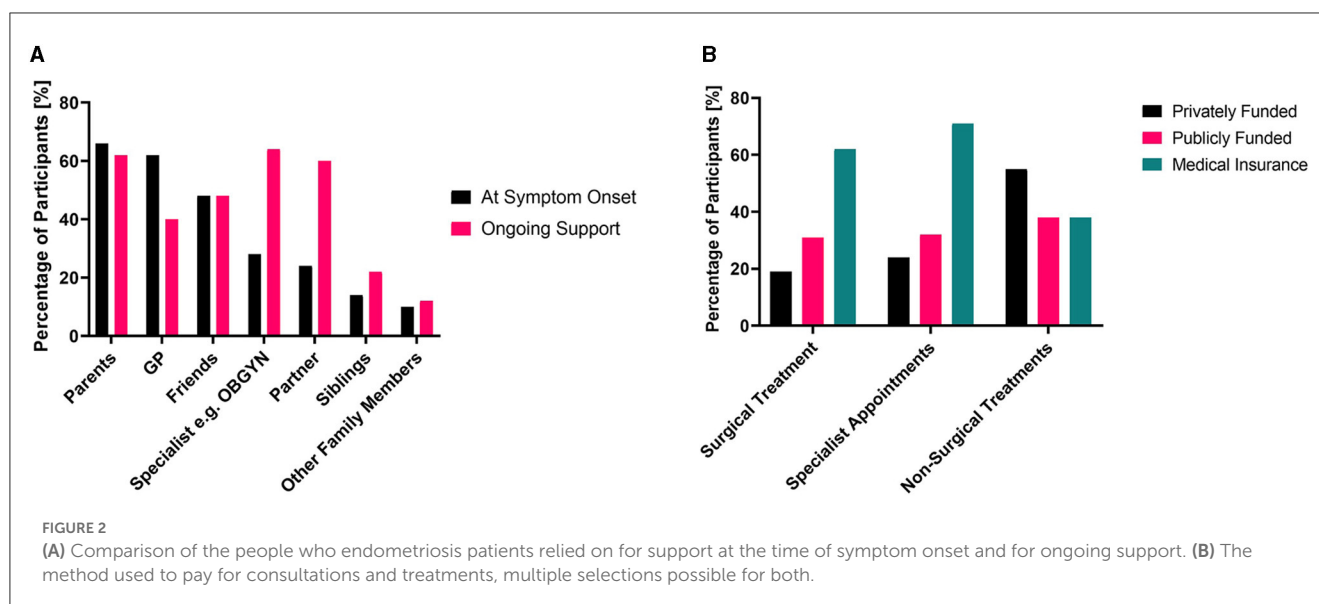 A
Percentage of Participants [%]
80
60
40
20
0
Parents
GP
Friends
Specialist e.g. OBGYN
Partner
Siblings
Other Family Members
At Symptom Onset
Ongoing Support
B
Percentage of Participants [%]
80
60
40
20
0
Surgical Treatment
Specialist Appointments
Non-Surgical Treatments
Privately Funded
Publicly Funded
Medical Insurance
FIGURE 2
(A) Comparison of the people who endometriosis patients relied on for support at the time of symptom onset and for ongoing support. (B) The
method used to pay for consultations and treatments, multiple selections possible for both.